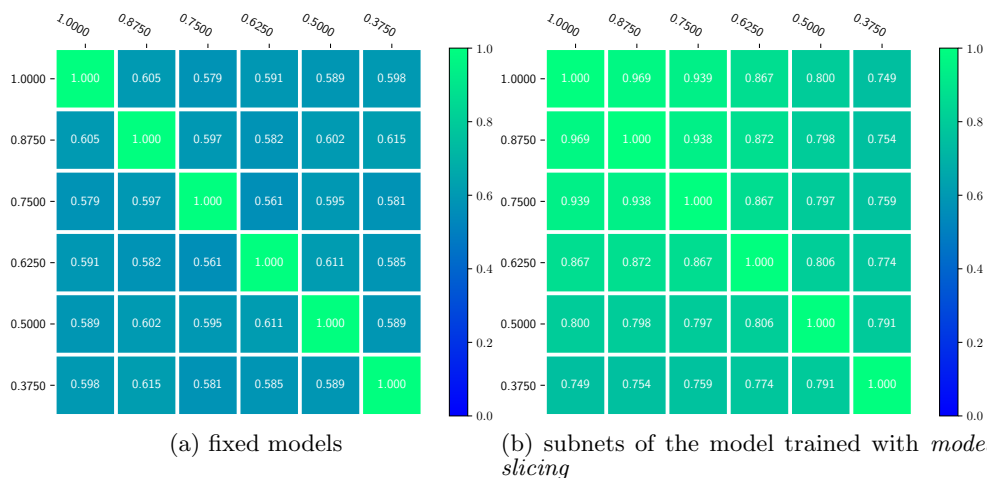 1.0000 0.8750 0.7500 0.6250 0.5000 0.3750
1.0000 1.000 0.605 0.579 0.591 0.589 0.598
0.8750 0.605 1.000 0.597 0.582 0.602 0.615
0.7500 0.579 0.597 1.000 0.561 0.595 0.581
0.6250 0.591 0.582 0.561 1.000 0.611 0.585
0.5000 0.589 0.602 0.595 0.611 1.000 0.589
0.3750 0.598 0.615 0.581 0.585 0.589 1.000
1.0
0.8
0.6
0.4
0.2
0.0
(a) fixed models
1.0000 0.8750 0.7500 0.6250 0.5000 0.3750
1.0000 1.000 0.969 0.939 0.867 0.800 0.749
0.8750 0.969 1.000 0.938 0.872 0.798 0.754
0.7500 0.939 0.938 1.000 0.867 0.797 0.759
0.6250 0.867 0.872 0.867 1.000 0.806 0.774
0.5000 0.800 0.798 0.797 0.806 1.000 0.791
0.3750 0.749 0.754 0.759 0.774 0.791 1.000
1.0
0.8
0.6
0.4
0.2
0.0
(b) subnets of the model trained with mode
slicing